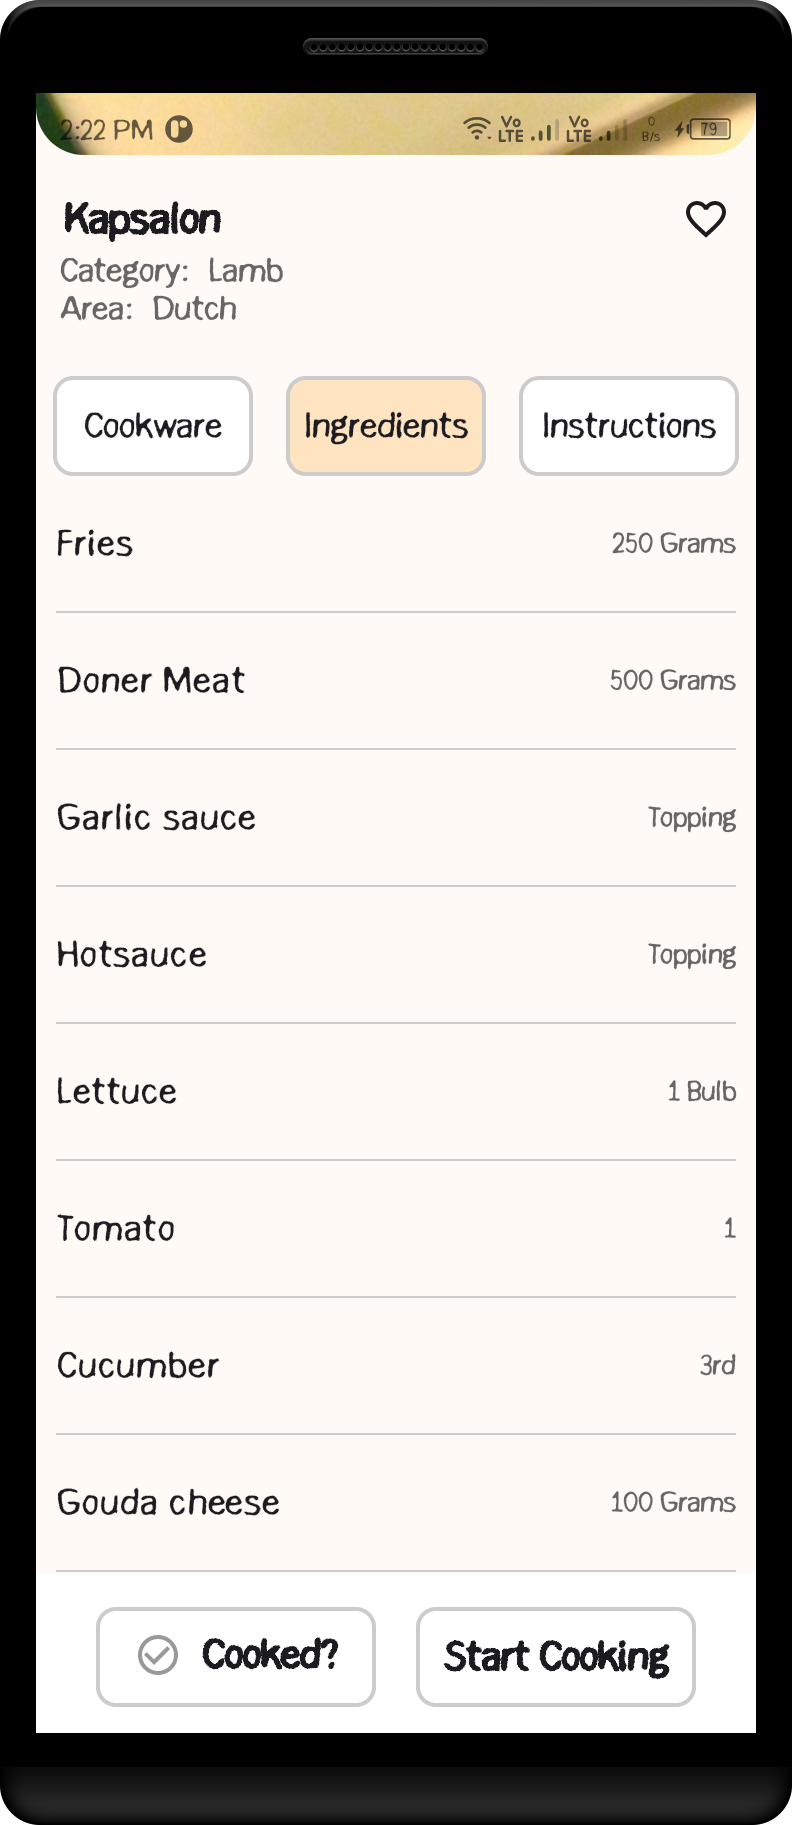 2:22 PM Vo LTE Vo LTE 0 B/s 79
Kapsalon
Category: Lamb
Area: Dutch
Cookware Ingredients Instructions
Fries 250 Grams
Doner Meat 500 Grams
Garlic sauce Topping
Hotsauce Topping
Lettuce 1 Bulb
Tomato 1
Cucumber 3rd
Gouda cheese 100 Grams
Cooked? Start Cooking